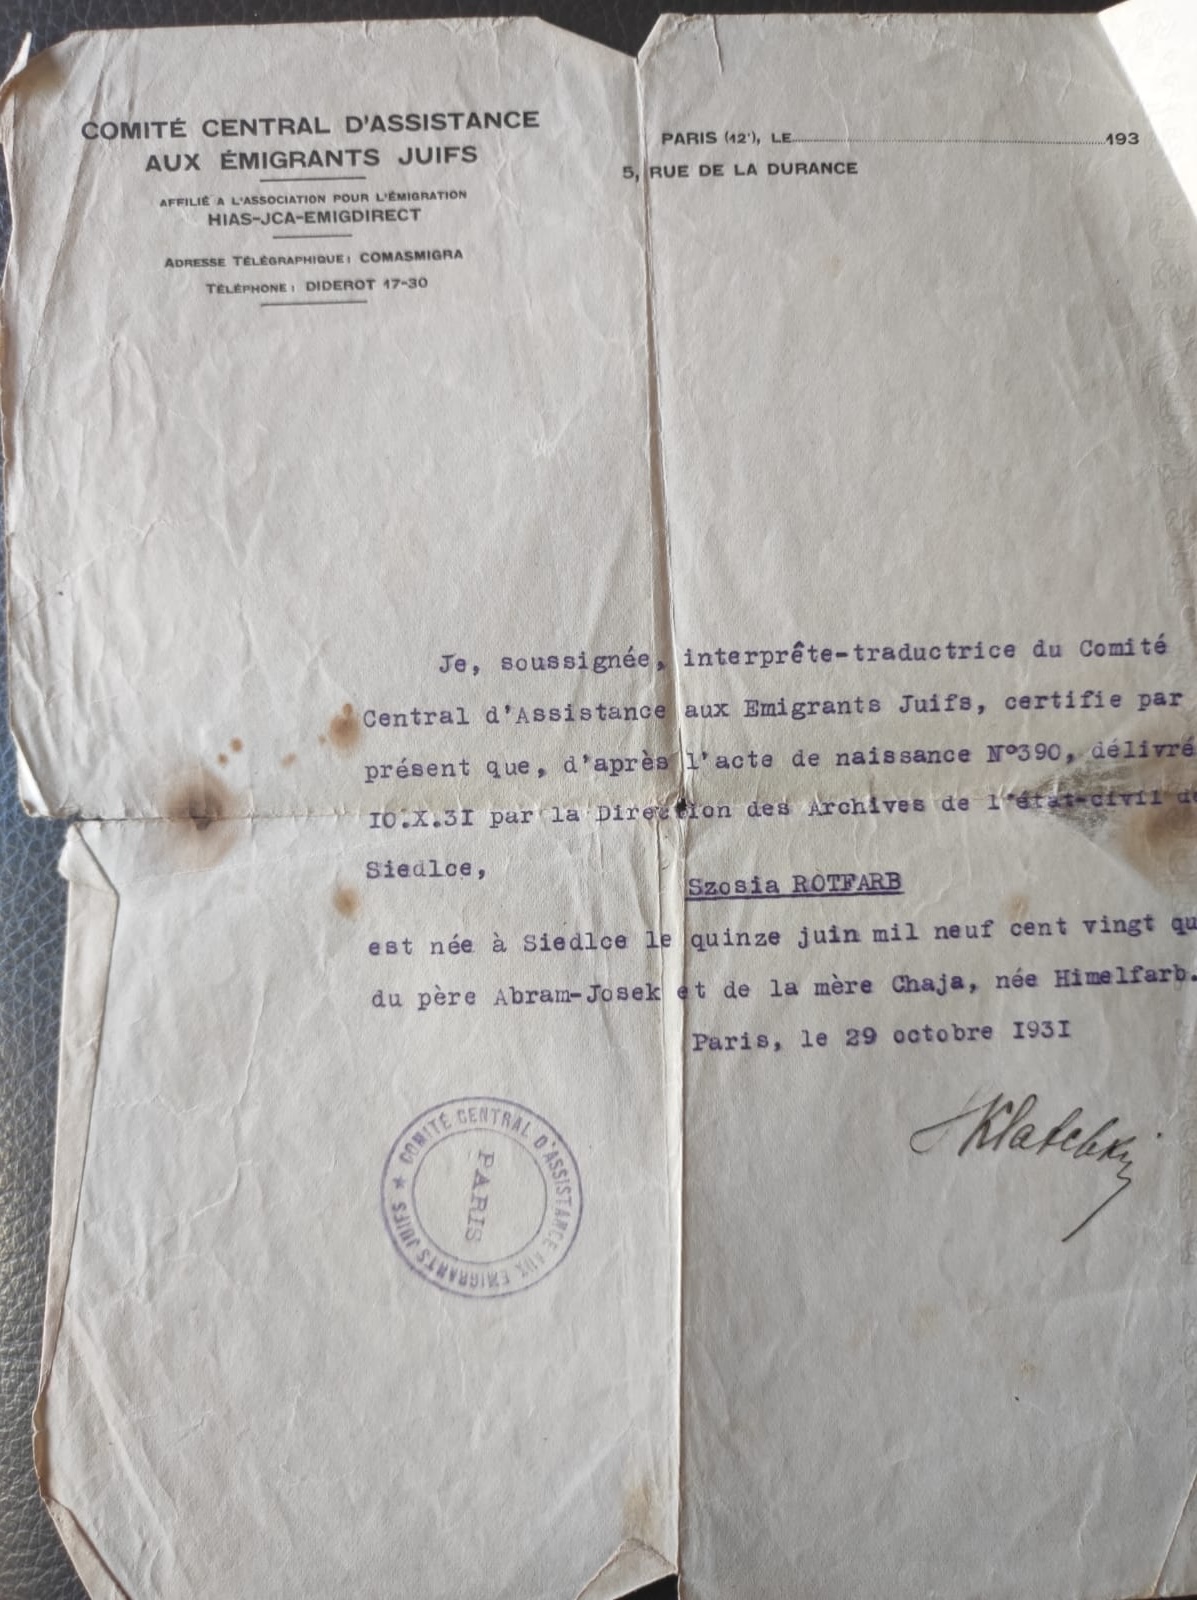 COMITÉ CENTRAL D'ASSISTANCE
AUX ÉMIGRANTS JUIFS
AFFILIÉ A L'ASSOCIATION POUR L'ÉMIGRATION
HIAS-JCA-EMIGDIRECT
ADRESSE TÉLÉGRAPHIQUE: COMASMIGRA
TÉLÉPHONE: DIDEROT 17-30
PARIS (12e), LE 193
5, RUE DE LA DURANCE
Je, soussignée, interprête-traductrice du Comité
Central d'Assistance aux Emigrants Juifs, certifie par
présent que, d'après l'acte de naissance N°390, délivré
IO.X.3I par la Direction des Archives de l'état-civil de
Siedlce,
Szosia ROTFARB
est née à Siedlce le quinze juin mil neuf cent vingt qu
du père Abram-Josek et de la mère Chaja, née Himelfarb.
Paris, le 29 octobre I93I
Klatchki
COMITÉ CENTRAL D'ASSISTANCE AUX EMIGRANTS JUIFS ★
PARIS